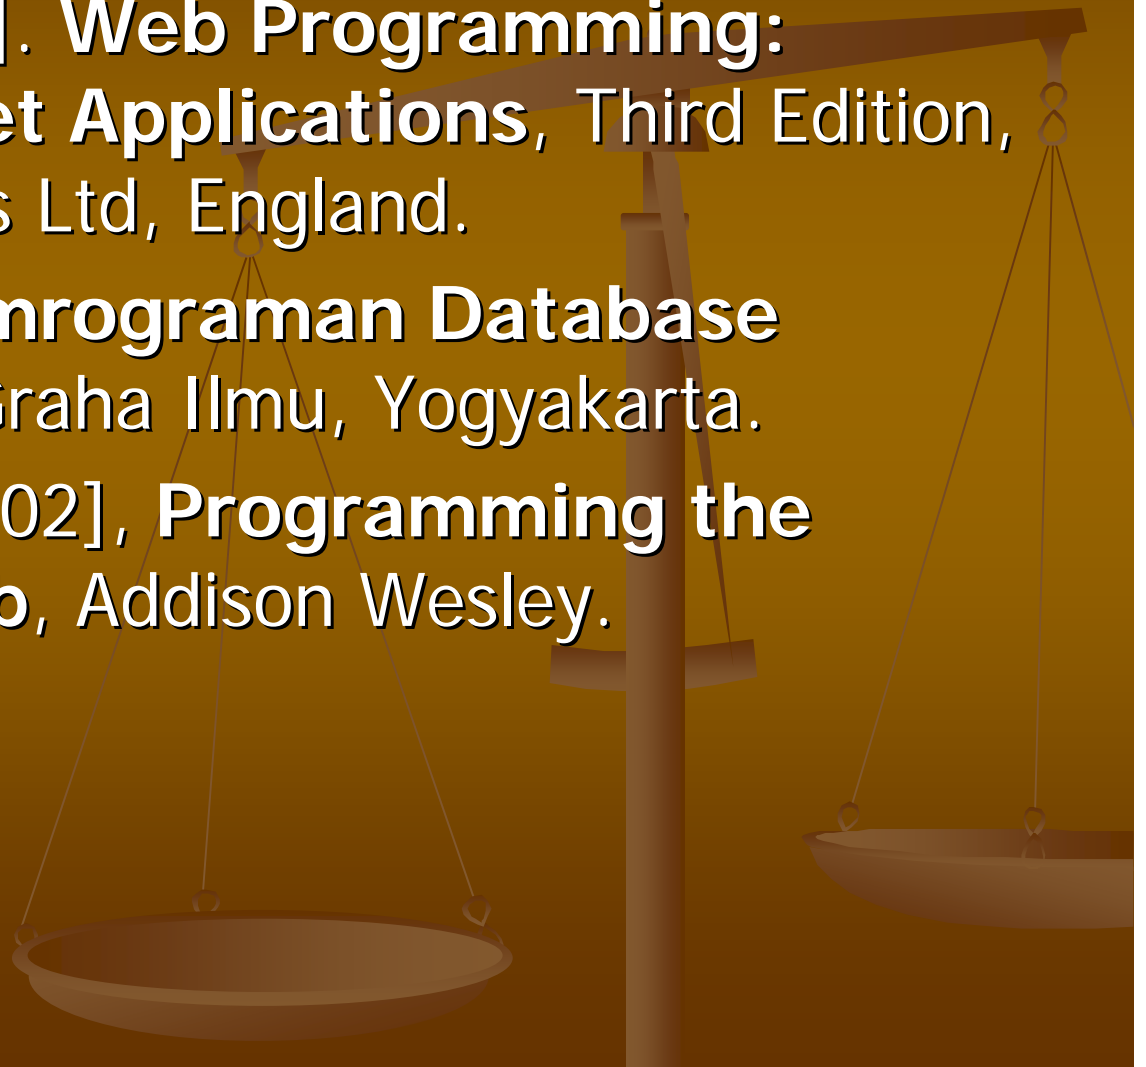 ]. Web Programming:
et Applications, Third Edition,
s Ltd, England.
mrograman Database
Graha Ilmu, Yogyakarta.
02], Programming the
, Addison Wesley.